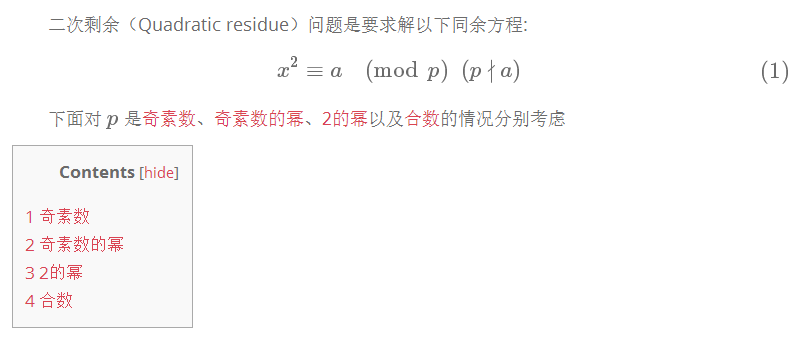 二次剩余（Quadratic residue）问题是要求解以下同余方程:
x² ≡ a (mod p) (p ∤ a) (1)
下面对 p 是奇素数、奇素数的幂、2的幂以及合数的情况分别考虑
Contents [hide]
1 奇素数
2 奇素数的幂
3 2的幂
4 合数